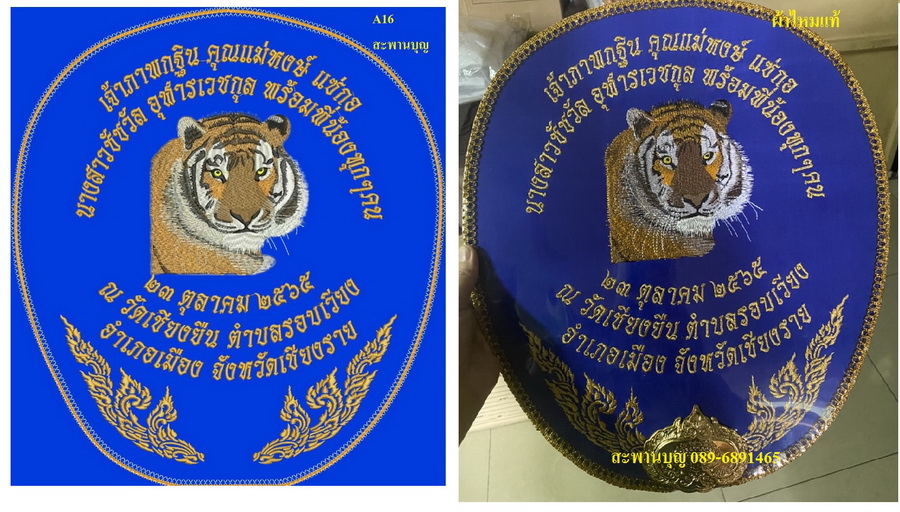 A16
สะพานบุญ
เจ้าภาพกฐิน คุณแม่หงษ์ แซ่กอ
นางสาวชัชวัล อุฬารเวชกุล พร้อมพี่น้องทุกๆคน
๒๓ ตุลาคม ๒๕๖๕
ณ วัดเชียงยืน ตำบลรอบเวียง
อำเภอเมือง จังหวัดเชียงราย
ผ้าไหมแท้
เจ้าภาพกฐิน คุณแม่หงษ์ แซ่กอ
นางสาวชัชวัล อุฬารเวชกุล พร้อมพี่น้องทุกๆคน
๒๓ ตุลาคม ๒๕๖๕
ณ วัดเชียงยืน ตำบลรอบเวียง
อำเภอเมือง จังหวัดเชียงราย
สะพานบุญ 089-6891465